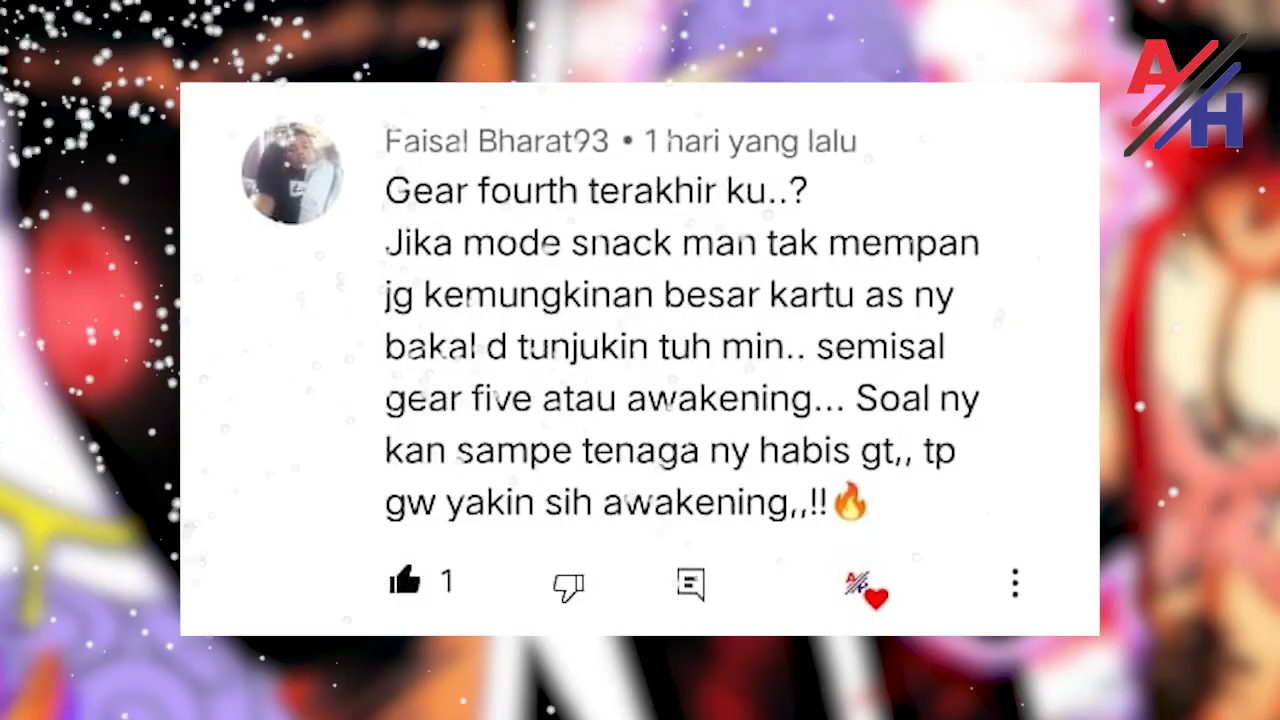 A/H
Faisal Bharat93 • 1 hari yang lalu
Gear fourth terakhir ku..?
Jika mode snack man tak mempan
jg kemungkinan besar kartu as ny
bakal d tunjukin tuh min.. semisal
gear five atau awakening... Soal ny
kan sampe tenaga ny habis gt,, tp
gw yakin sih awakening,,!!🔥
1